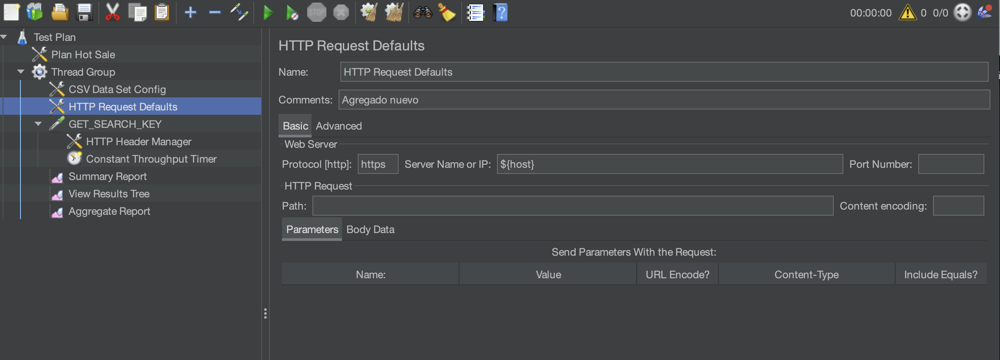 STOP
00:00:00 0 0/0
Test Plan
Plan Hot Sale
Thread Group
CSV Data Set Config
HTTP Request Defaults
GET_SEARCH_KEY
HTTP Header Manager
Constant Throughput Timer
Summary Report
View Results Tree
Aggregate Report
HTTP Request Defaults
Name: HTTP Request Defaults
Comments: Agregado nuevo
Basic Advanced
Web Server
Protocol [http]: https Server Name or IP: ${host} Port Number:
HTTP Request
Path: Content encoding:
Parameters Body Data
Send Parameters With the Request:
Name: Value URL Encode? Content-Type Include Equals?